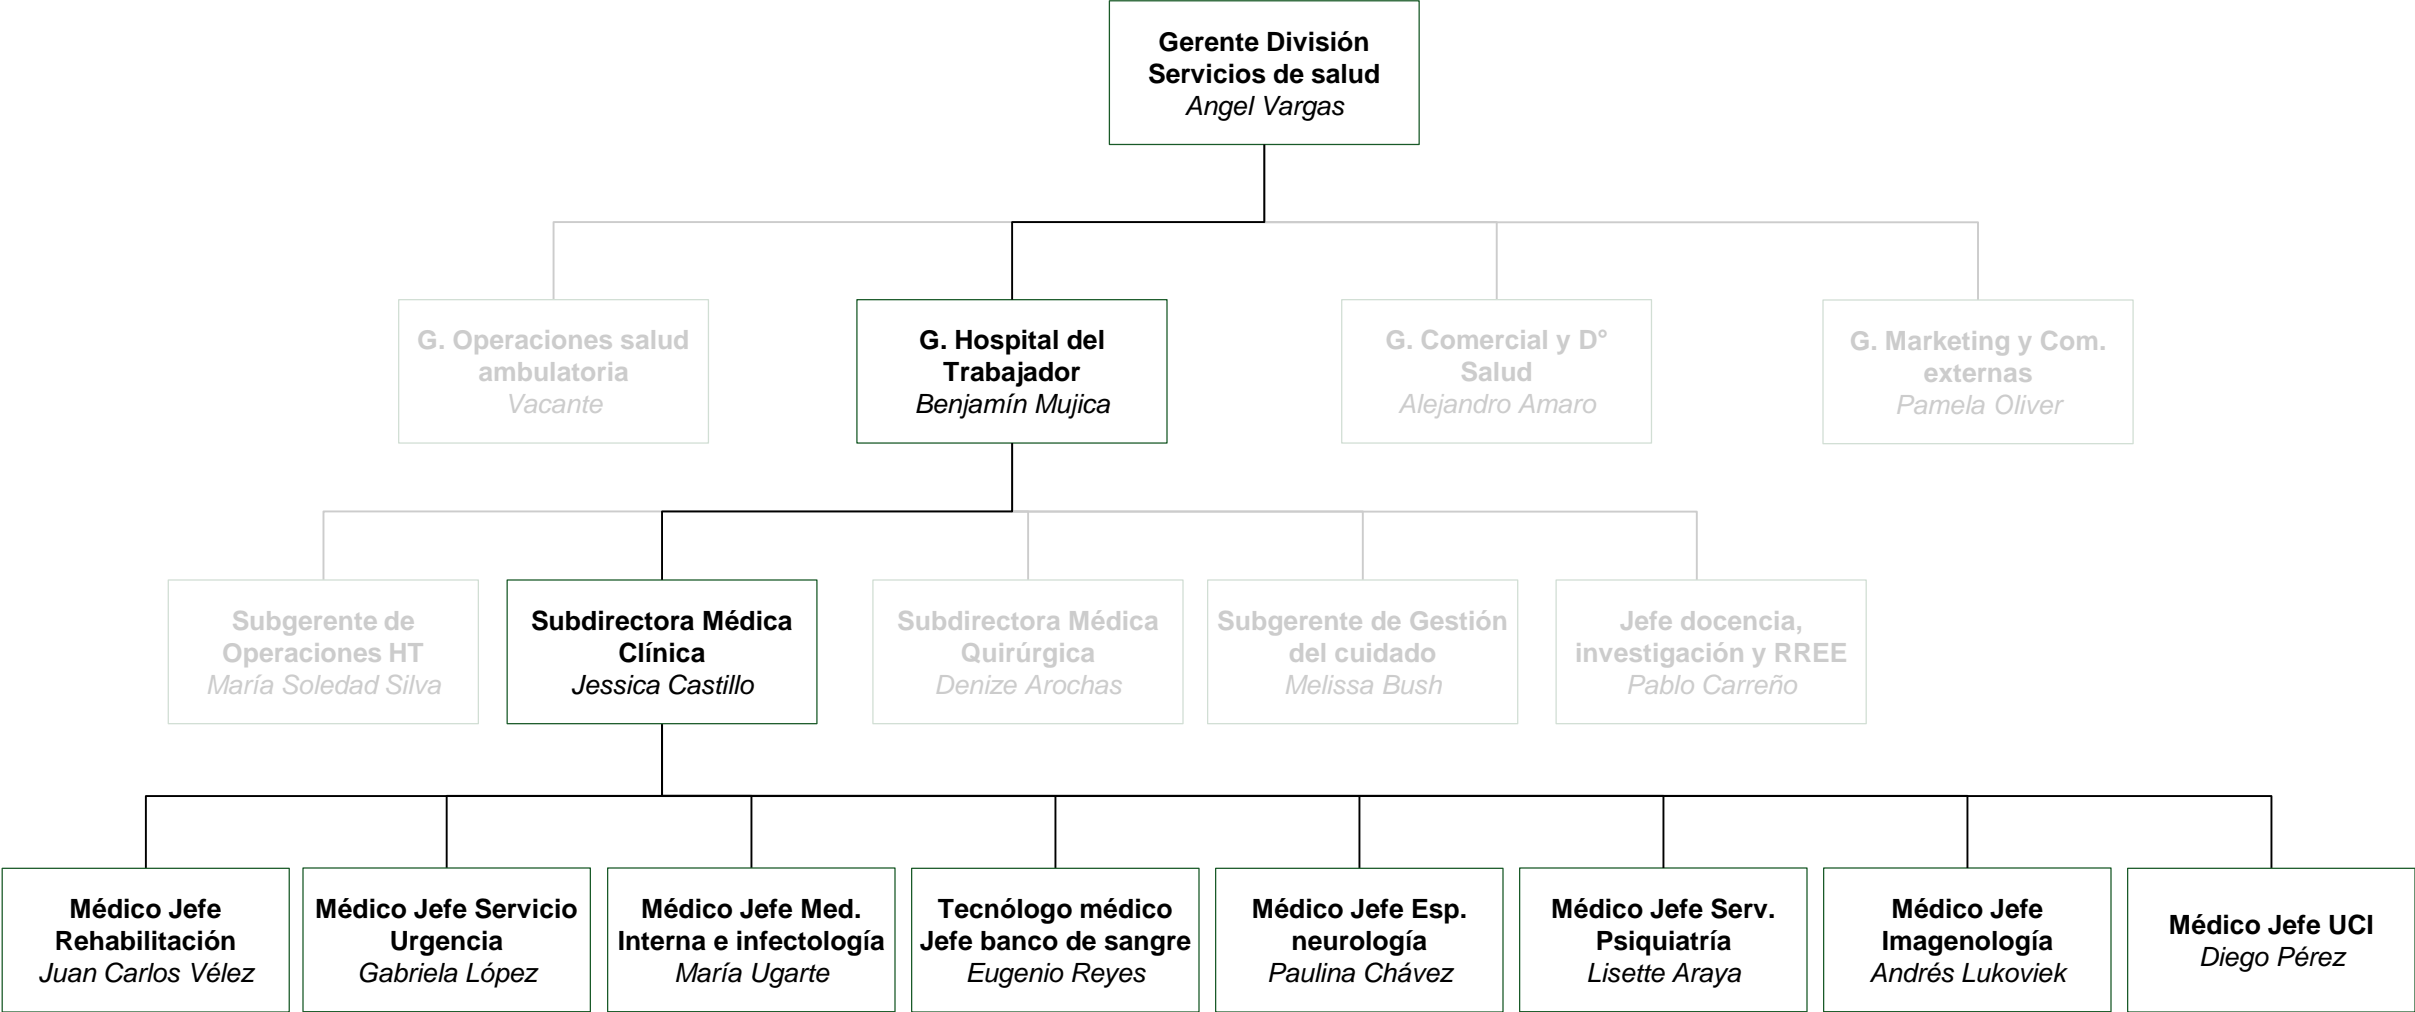 Gerente División
Servicios de salud
Angel Vargas
G. Operaciones salud
ambulatoria
Vacante
G. Hospital del
Trabajador
Benjamín Mujica
G. Comercial y D°
Salud
Alejandro Amaro
G. Marketing y Com.
externas
Pamela Oliver
Subgerente de
Operaciones HT
María Soledad Silva
Subdirectora Médica
Clínica
Jessica Castillo
Subdirectora Médica
Quirúrgica
Denize Arochas
Subgerente de Gestión
del cuidado
Melissa Bush
Jefe docencia,
investigación y RREE
Pablo Carreño
Médico Jefe
Rehabilitación
Juan Carlos Vélez
Médico Jefe Servicio
Urgencia
Gabriela López
Médico Jefe Med.
Interna e infectología
María Ugarte
Tecnólogo médico
Jefe banco de sangre
Eugenio Reyes
Médico Jefe Esp.
neurología
Paulina Chávez
Médico Jefe Serv.
Psiquiatría
Lisette Araya
Médico Jefe
Imagenología
Andrés Lukoviek
Médico Jefe UCI
Diego Pérez